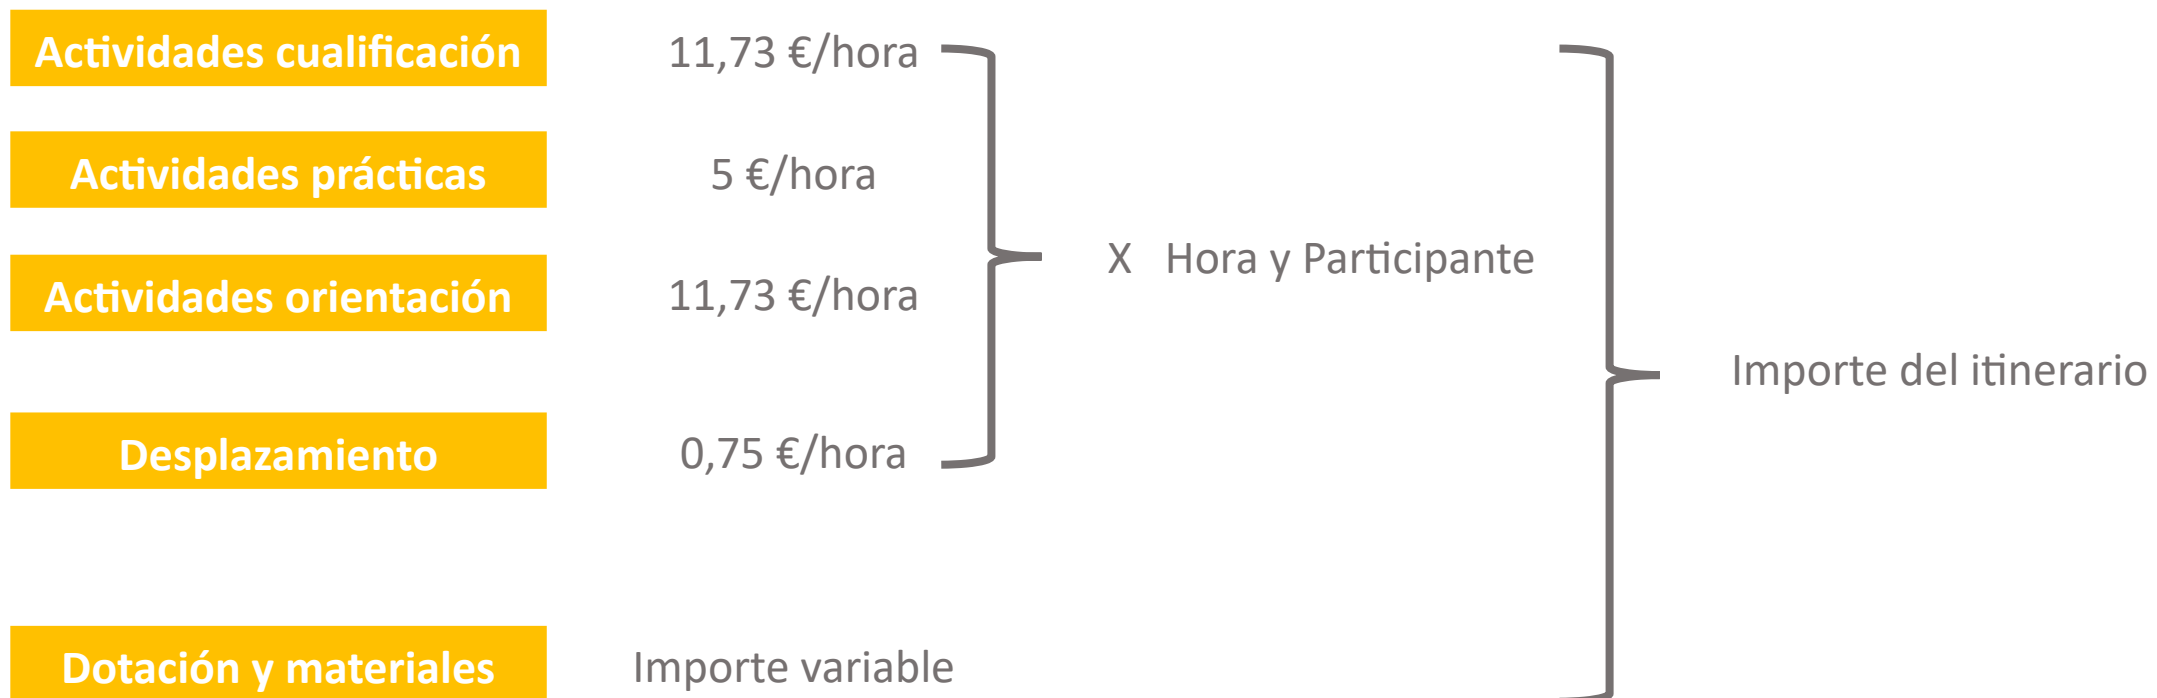 Actividades cualificación 11,73 €/hora
Actividades prácticas 5 €/hora
X Hora y Participante
Actividades orientación 11,73 €/hora
Importe del itinerario
Desplazamiento 0,75 €/hora
Dotación y materiales Importe variable